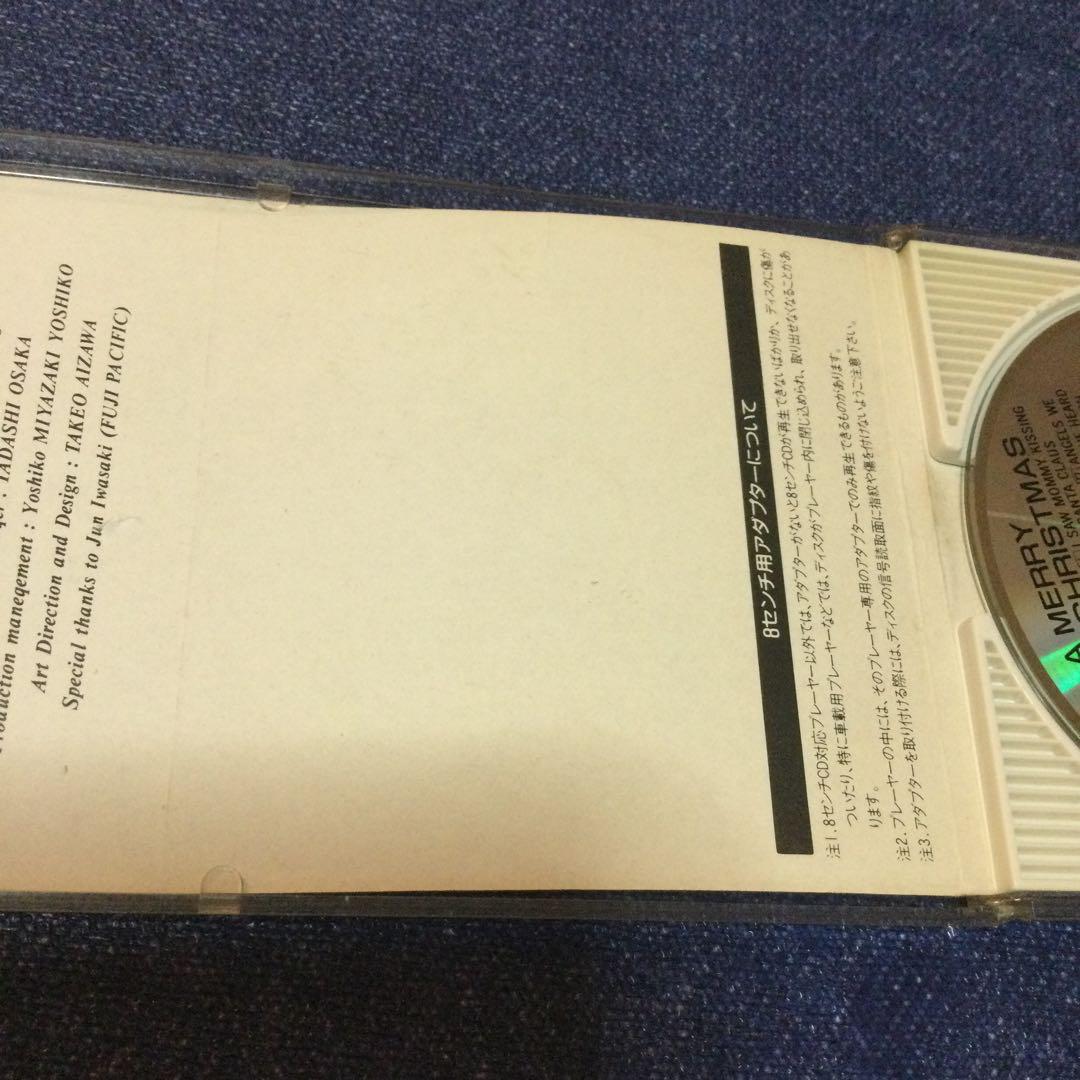 : TADASHI OSAKA
maneqement : Yoshiko MIYAZAKI YOSHIKO
Art Direction and Design : TAKEO AIZAWA
Special thanks to Jun Iwasaki (FUJI PACIFIC)
8センチ用アダプターについて
注1. 8センチCD対応プレーヤー以外では、アダプターがないと8センチCDが再生できないばかりか、ディスクに傷が
ついたり、特に車載用プレーヤーなどでは、ディスクがプレーヤー内に閉じ込められ、取り出せなくなることがあ
ります。
注2. プレーヤーの中には、そのプレーヤー専用のアダプターでのみ再生できるものがあります。
注3. アダプターを取り付ける際には、ディスクの信号読取面に指紋や傷を付けないようご注意下さい。
MERRY
CHRISTMAS
I SAW MOMMY KISSING
NTA CLAUS
ANGELS WE
HEARD